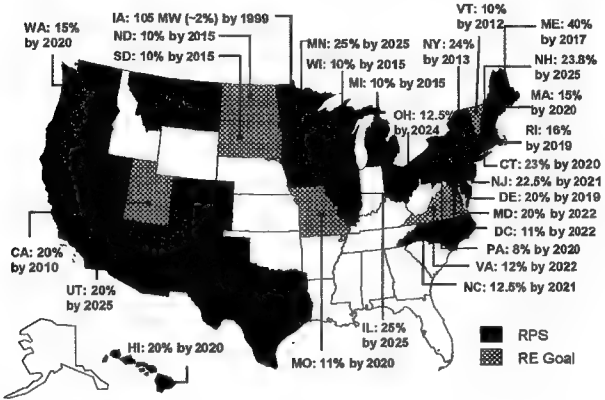 WA: 15%
by 2020
IA: 105 MW (~2%) by 1999
ND: 10% by 2015
SD: 10% by 2015
MN: 25% by 2025
WI: 10% by 2015
MI: 10% by 2015
OH: 12.5%
by 2024
VT: 10%
by 2012
NY: 24%
by 2013
ME: 40%
by 2017
NH: 23.8%
by 2025
MA: 15%
by 2020
RI: 16%
by 2019
CT: 23% by 2020
NJ: 22.5% by 2021
DE: 20% by 2019
MD: 20% by 2022
DC: 11% by 2022
PA: 8% by 2020
VA: 12% by 2022
NC: 12.5% by 2021
CA: 20%
by 2010
UT: 20%
by 2025
HI: 20% by 2020
MO: 11% by 2020
IL: 25%
by 2025
RPS
RE Goal